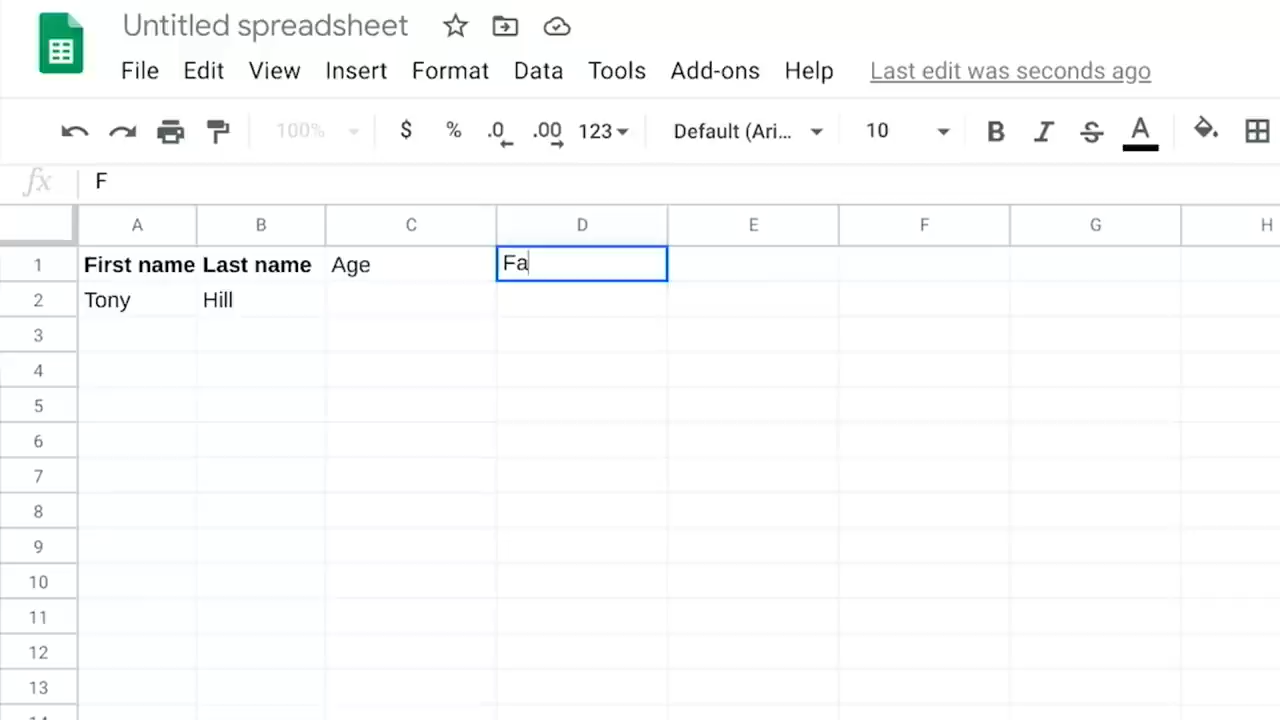 Untitled spreadsheet
File Edit View Insert Format Data Tools Add-ons Help Last edit was seconds ago
100% $ % .0 .00 123 Default (Ari... 10 B I S A
fx F
A B C D E F G H
1 First name Last name Age Fa
2 Tony Hill
3
4
5
6
7
8
9
10
11
12
13
14